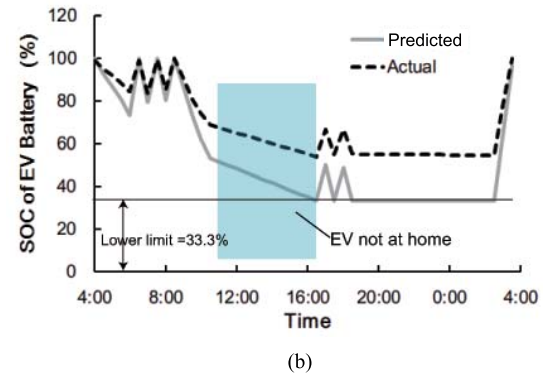 120
100
80
60
40
20
0
SOC of EV Battery (%)
Predicted
Actual
Lower limit =33.3%
EV not at home
4:00 8:00 12:00 16:00 20:00 0:00 4:00
Time
(b)